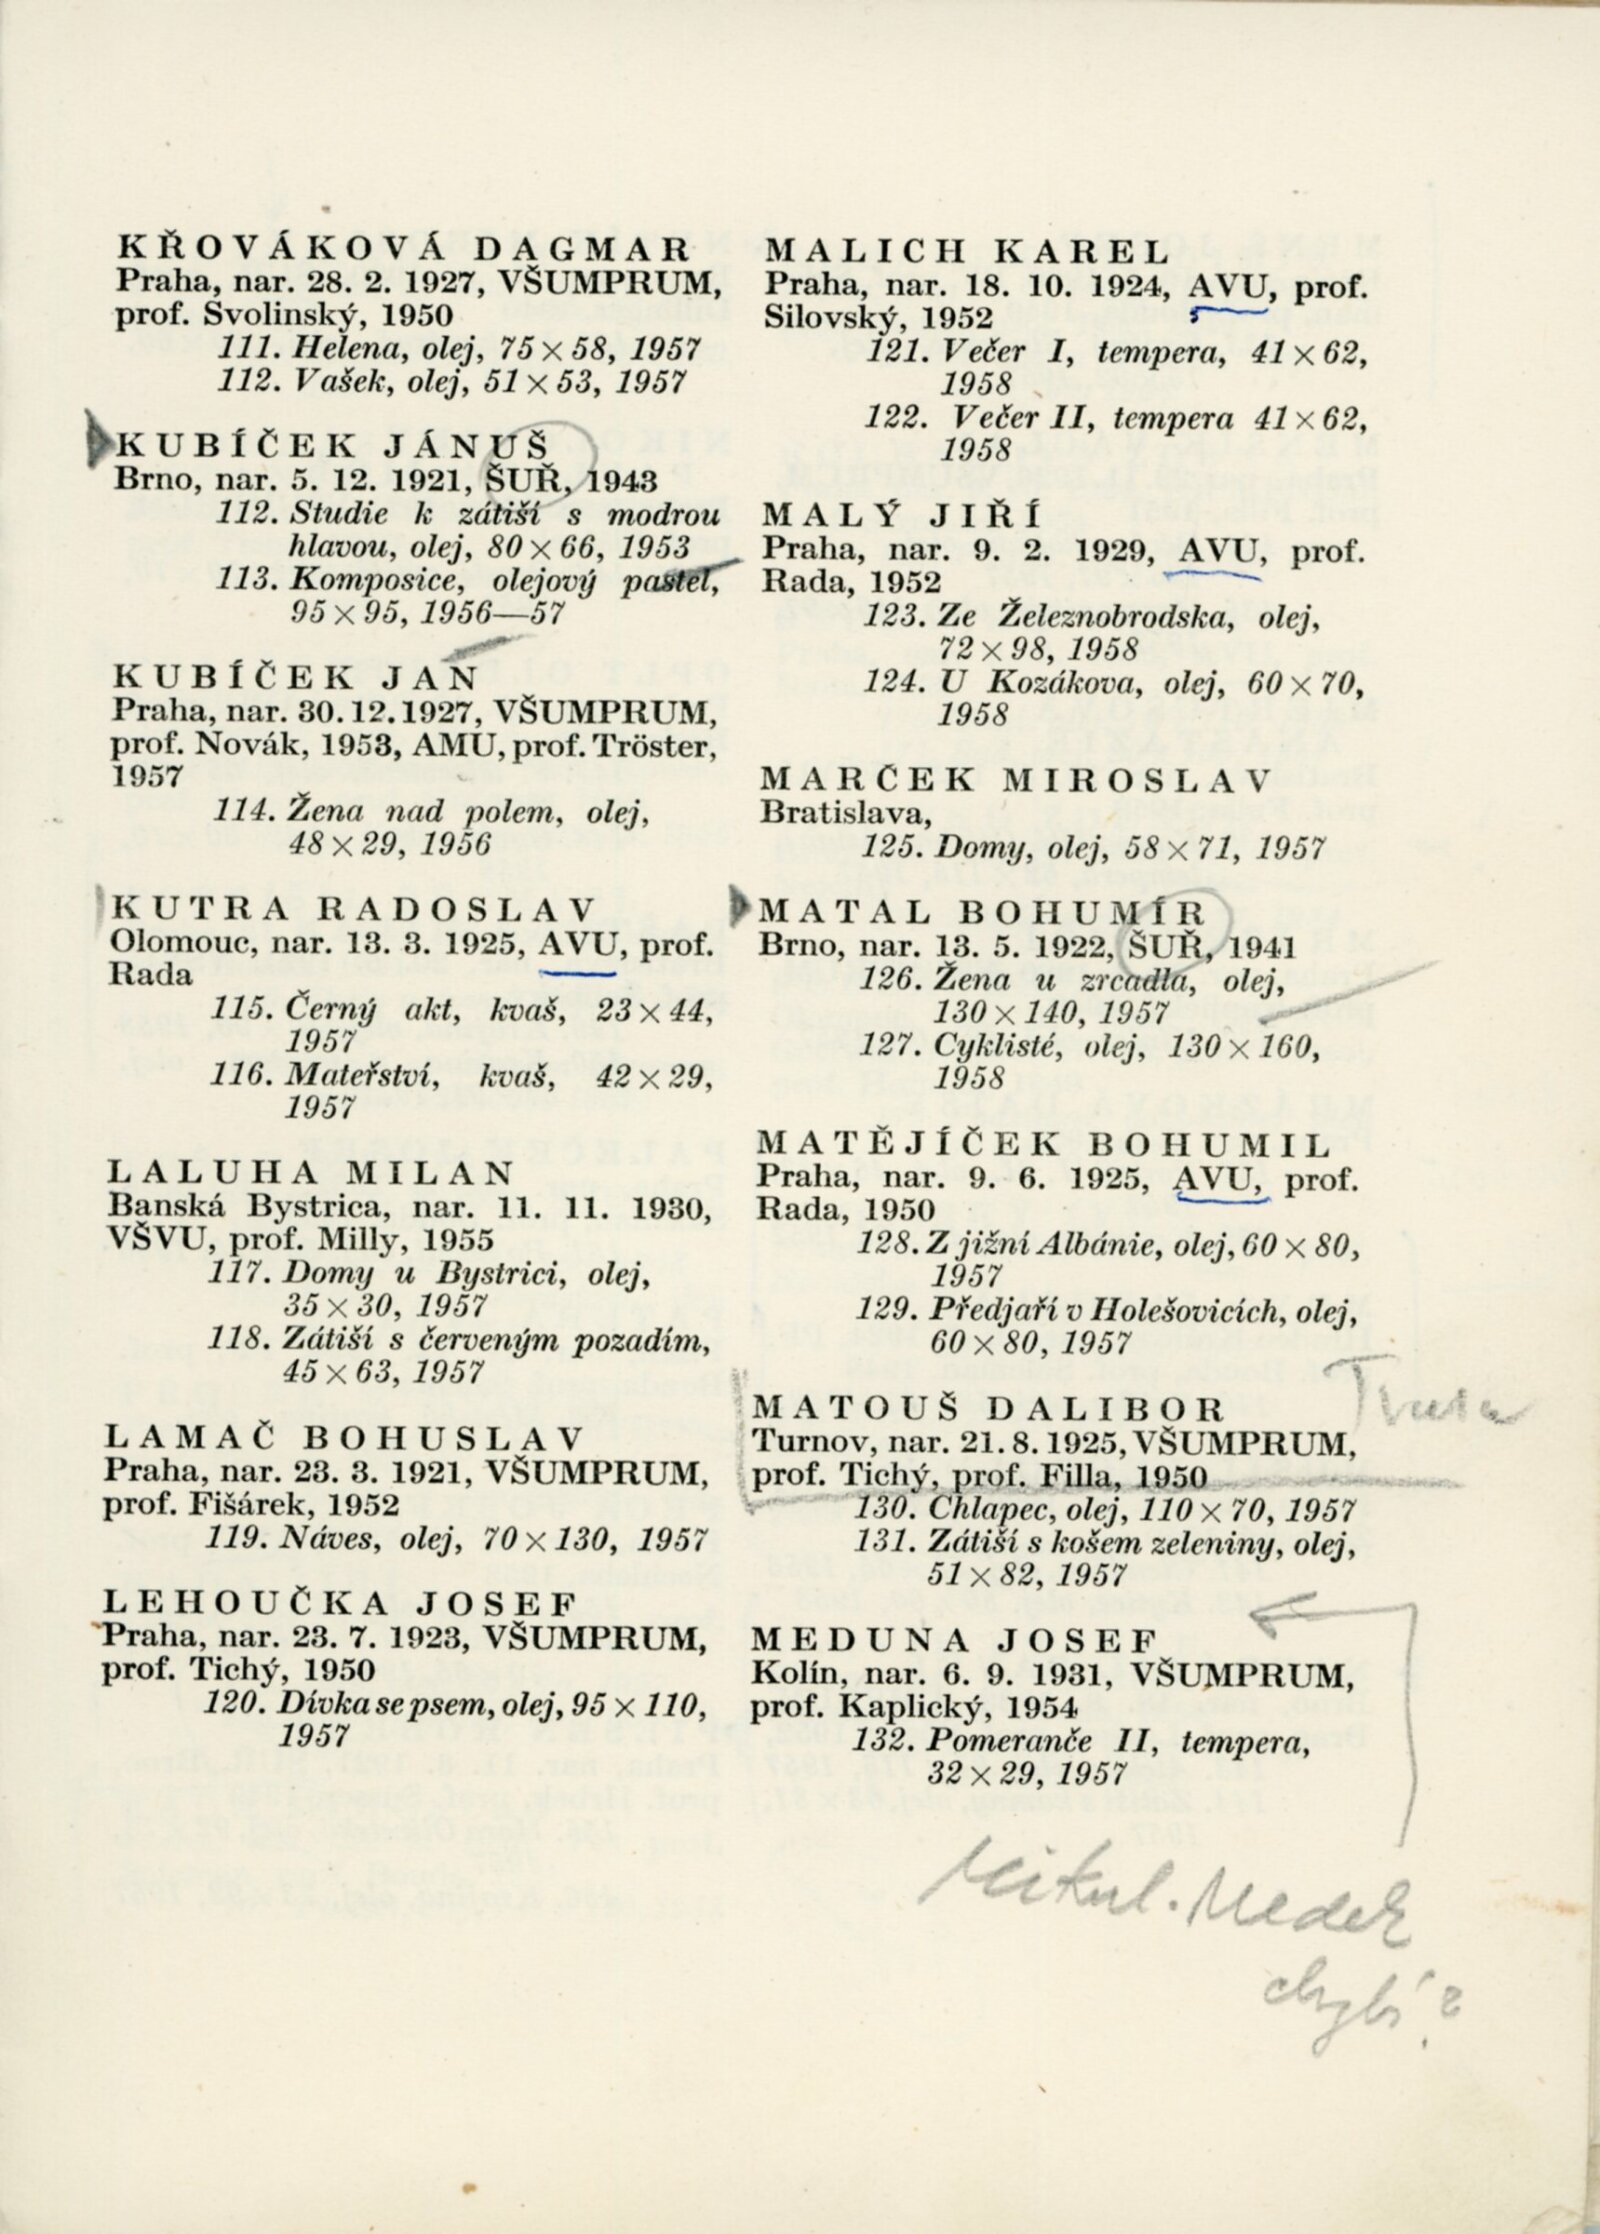 KŘOVÁKOVÁ DAGMAR
Praha, nar. 28. 2. 1927, VŠUMPRUM,
prof. Svolinský, 1950
111. Helena, olej, 75 × 58, 1957
112. Vašek, olej, 51 × 53, 1957
KUBÍČEK JÁNUŠ
Brno, nar. 5. 12. 1921, ŠUŘ, 1943
112. Studie k zátiší s modrou
hlavou, olej, 80 × 66, 1953
113. Komposice, olejový pastel,
95 × 95, 1956—57
KUBÍČEK JAN
Praha, nar. 30. 12. 1927, VŠUMPRUM,
prof. Novák, 1953, AMU, prof. Tröster,
1957
114. Žena nad polem, olej,
48 × 29, 1956
KUTRA RADOSLAV
Olomouc, nar. 13. 3. 1925, AVU, prof.
Rada
115. Černý akt, kvaš, 23 × 44,
1957
116. Mateřství, kvaš, 42 × 29,
1957
LALUHA MILAN
Banská Bystrica, nar. 11. 11. 1930,
VŠVU, prof. Milly, 1955
117. Domy u Bystrici, olej,
35 × 30, 1957
118. Zátiší s červeným pozadím,
45 × 63, 1957
LAMAČ BOHUSLAV
Praha, nar. 23. 3. 1921, VŠUMPRUM,
prof. Fišárek, 1952
119. Náves, olej, 70 × 130, 1957
LEHOUČKA JOSEF
Praha, nar. 23. 7. 1923, VŠUMPRUM,
prof. Tichý, 1950
120. Dívka se psem, olej, 95 × 110,
1957
MALICH KAREL
Praha, nar. 18. 10. 1924, AVU, prof.
Silovský, 1952
121. Večer I, tempera, 41 × 62,
1958
122. Večer II, tempera 41 × 62,
1958
MALÝ JIŘÍ
Praha, nar. 9. 2. 1929, AVU, prof.
Rada, 1952
123. Ze Železnobrodska, olej,
72 × 98, 1958
124. U Kozákova, olej, 60 × 70,
1958
MARČEK MIROSLAV
Bratislava,
125. Domy, olej, 58 × 71, 1957
MATAL BOHUMÍR
Brno, nar. 13. 5. 1922, ŠUŘ, 1941
126. Žena u zrcadla, olej,
130 × 140, 1957
127. Cyklisté, olej, 130 × 160,
1958
MATĚJÍČEK BOHUMIL
Praha, nar. 9. 6. 1925, AVU, prof.
Rada, 1950
128. Z jižní Albánie, olej, 60 × 80,
1957
129. Předjaří v Holešovicích, olej,
60 × 80, 1957
MATOUŠ DALIBOR
Turnov, nar. 21. 8. 1925, VŠUMPRUM,
prof. Tichý, prof. Filla, 1950
130. Chlapec, olej, 110 × 70, 1957
131. Zátiší s košem zeleniny, olej,
51 × 82, 1957
MEDUNA JOSEF
Kolín, nar. 6. 9. 1931, VŠUMPRUM,
prof. Kaplický, 1954
132. Pomeranče II, tempera,
32 × 29, 1957
Mikul. Medek
chybí?